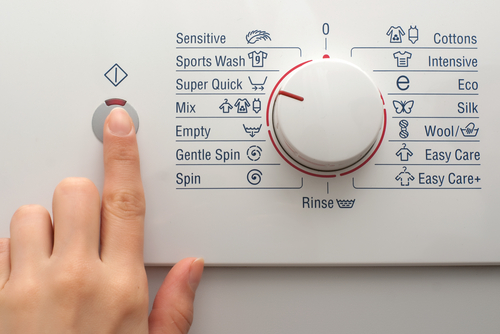 0
Sensitive
Sports Wash 9
Super Quick
Mix
Empty
Gentle Spin
Spin
Cottons
Intensive
e Eco
Silk
Wool/
Easy Care
Easy Care+
Rinse